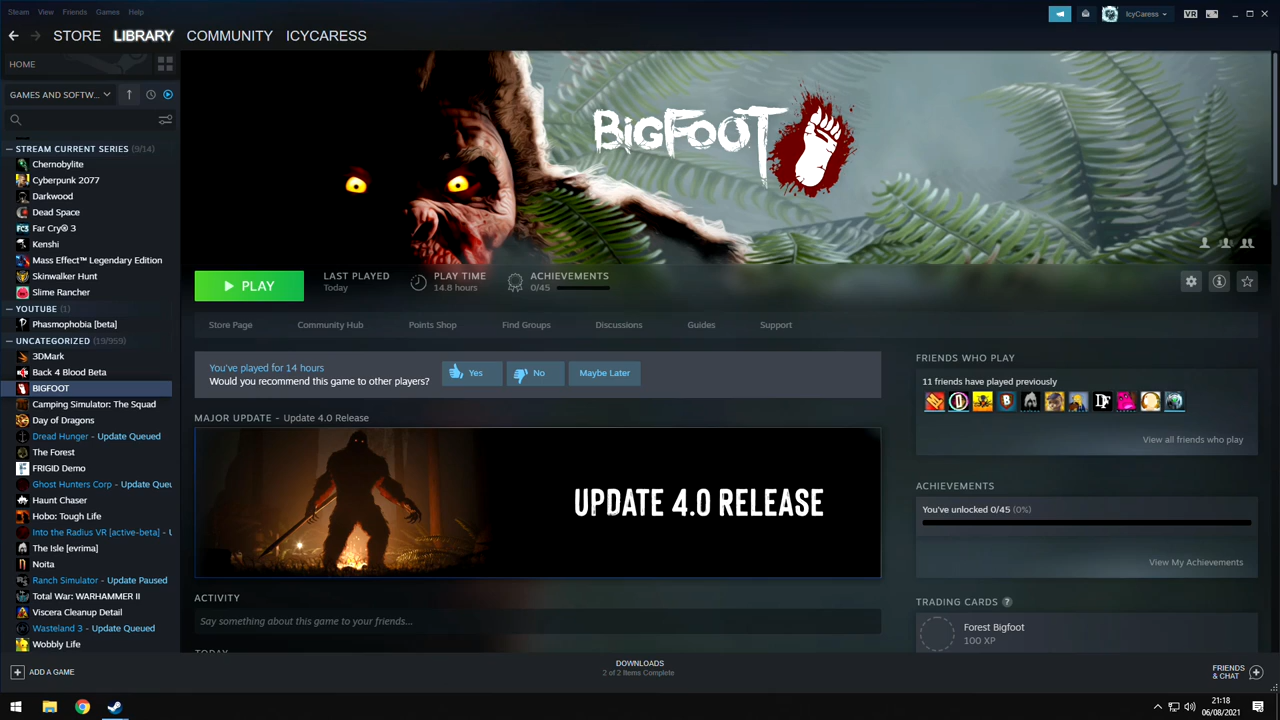 Steam View Friends Games Help
IcyCaress
VR
STORE LIBRARY COMMUNITY ICYCARESS
HOME
GAMES AND SOFTW...
STREAM CURRENT SERIES (9/14)
Chernobylite
Cyberpunk 2077
Darkwood
Dead Space
Far Cry® 3
Kenshi
Mass Effect™ Legendary Edition
Skinwalker Hunt
Slime Rancher
YOUTUBE (1)
Phasmophobia [beta]
UNCATEGORIZED (19/959)
3DMark
Back 4 Blood Beta
BIGFOOT
Camping Simulator: The Squad
Day of Dragons
Dread Hunger - Update Queued
The Forest
FRIGID Demo
Ghost Hunters Corp - Update Queu
Haunt Chaser
Hobo: Tough Life
Into the Radius VR [active-beta] - U
The Isle [evrima]
Noita
Ranch Simulator - Update Paused
Total War: WARHAMMER II
Viscera Cleanup Detail
Wasteland 3 - Update Queued
Wobbly Life
ADD A GAME
BIGFOOT
PLAY
LAST PLAYED
Today
PLAY TIME
14.8 hours
ACHIEVEMENTS
0/45
Store Page Community Hub Points Shop Find Groups Discussions Guides Support
You've played for 14 hours
Would you recommend this game to other players?
Yes
No
Maybe Later
MAJOR UPDATE - Update 4.0 Release
UPDATE 4.0 RELEASE
ACTIVITY
Say something about this game to your friends...
TODAY
FRIENDS WHO PLAY
11 friends have played previously
View all friends who play
ACHIEVEMENTS
You've unlocked 0/45 (0%)
View My Achievements
TRADING CARDS ?
Forest Bigfoot
100 XP
DOWNLOADS
2 of 2 Items Complete
FRIENDS
& CHAT
21:18
06/08/2021